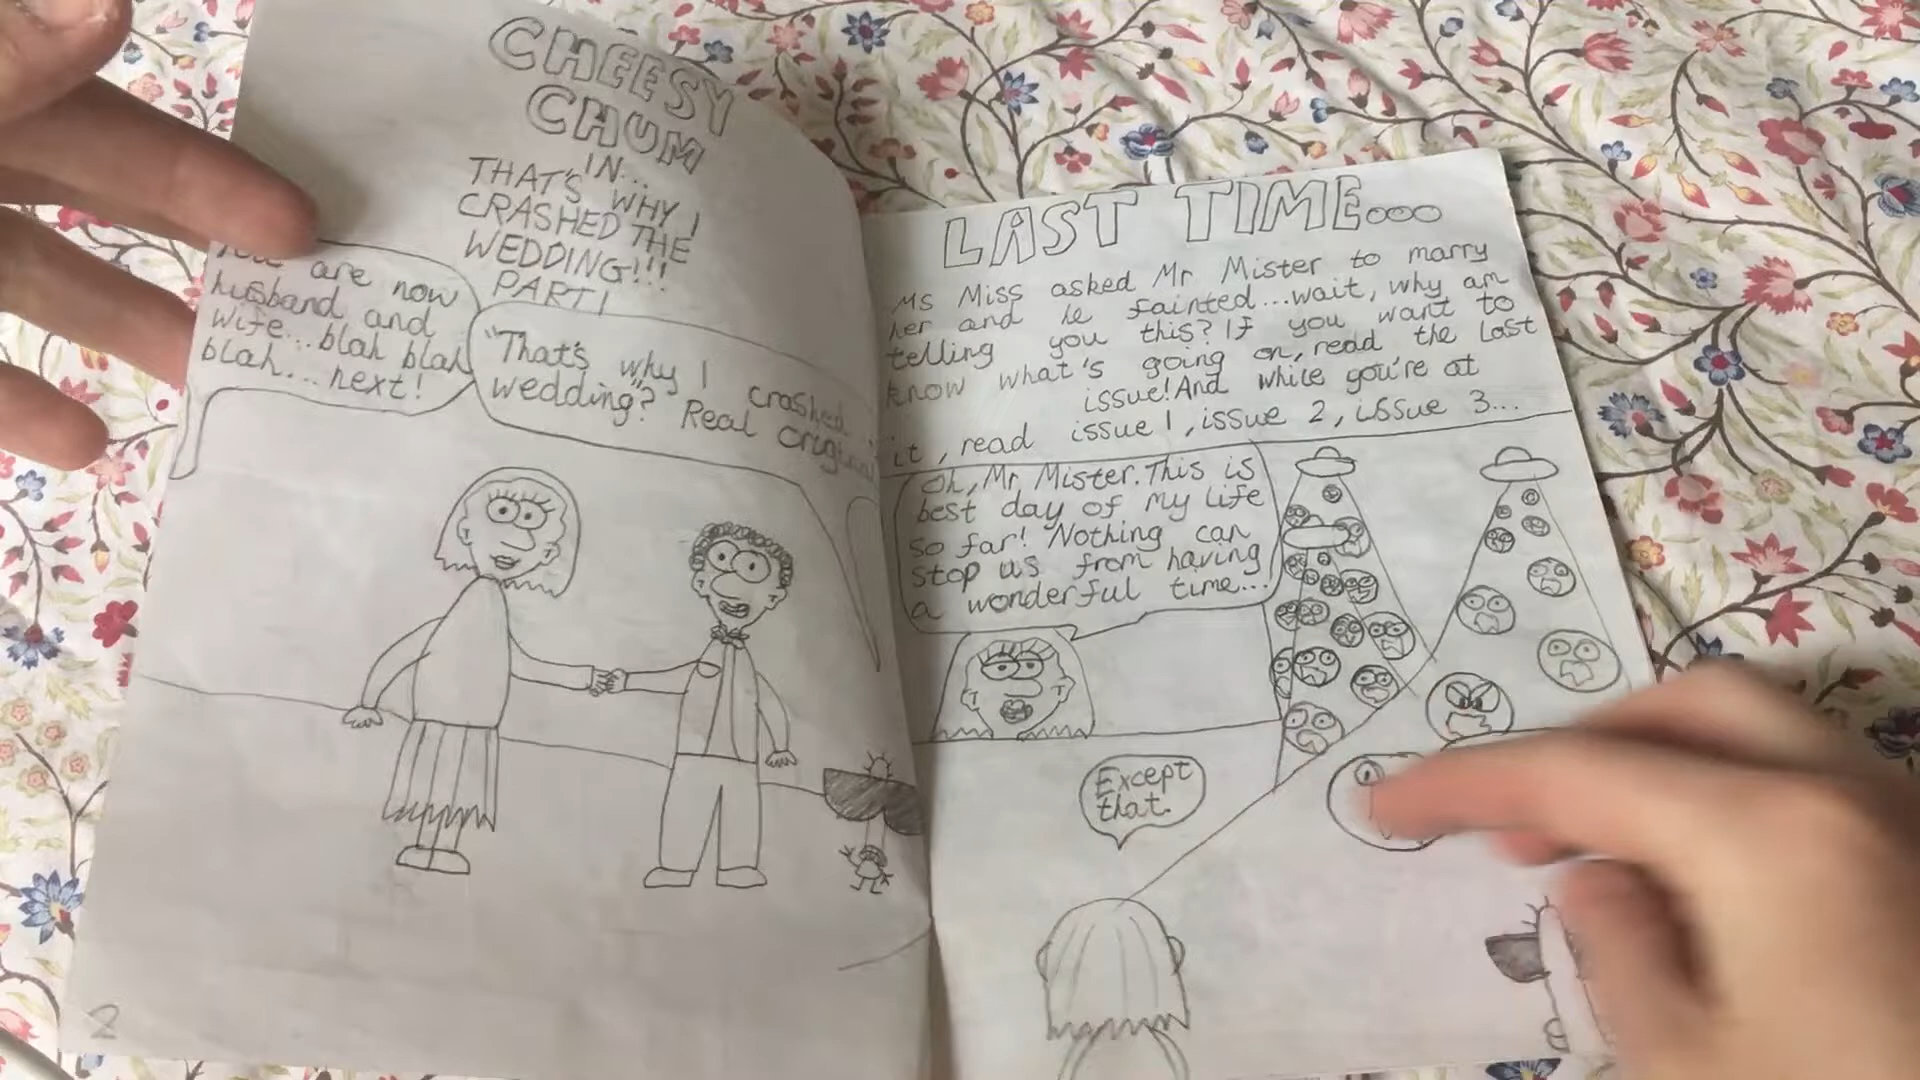 CHEESY
CHUM
IN...
THAT'S WHY I
CRASHED THE
WEDDING!!!
PART 1
are now
husband and
wife...blah blah
blah...next!
"That's why I crashed
wedding"? Real
2
LAST TIME...
Ms Miss asked Mr Mister to marry
her and he fainted...wait, why am
telling you this? If you want to
know what's going on, read the last
issue! And while you're at
it, read issue 1, issue 2, issue 3...
Oh, Mr Mister. This is
best day of my life
so far! Nothing can
stop us from having
a wonderful time...
Except
that.